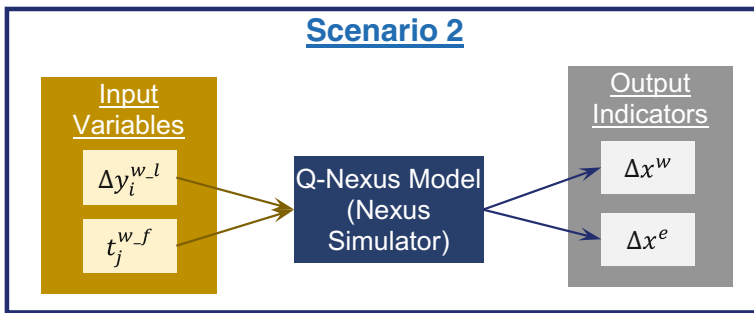 Scenario 2
Input
Variables
Δy_i^{w_l}
t_j^{w_f}
Q-Nexus Model
(Nexus
Simulator)
Output
Indicators
Δx^w
Δx^e